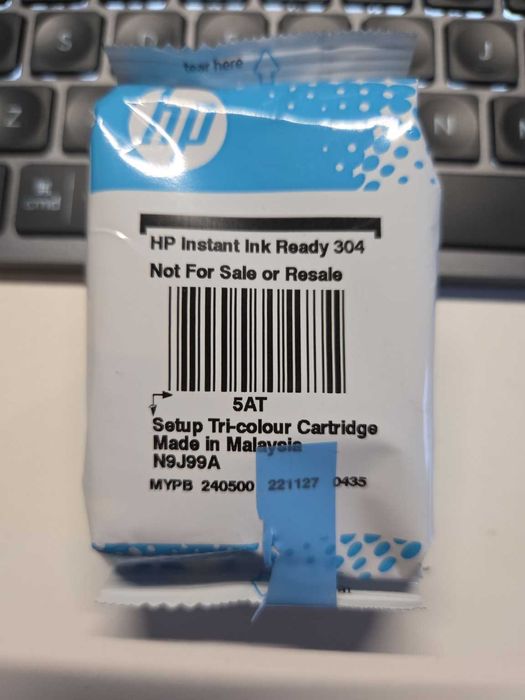 S
J
Z
N
⌘
cmd
tear here
hp
HP Instant Ink Ready 304
Not For Sale or Resale
5AT
Setup Tri-colour Cartridge
Made in Malaysia
N9J99A
MYPB 240500 221127 0435